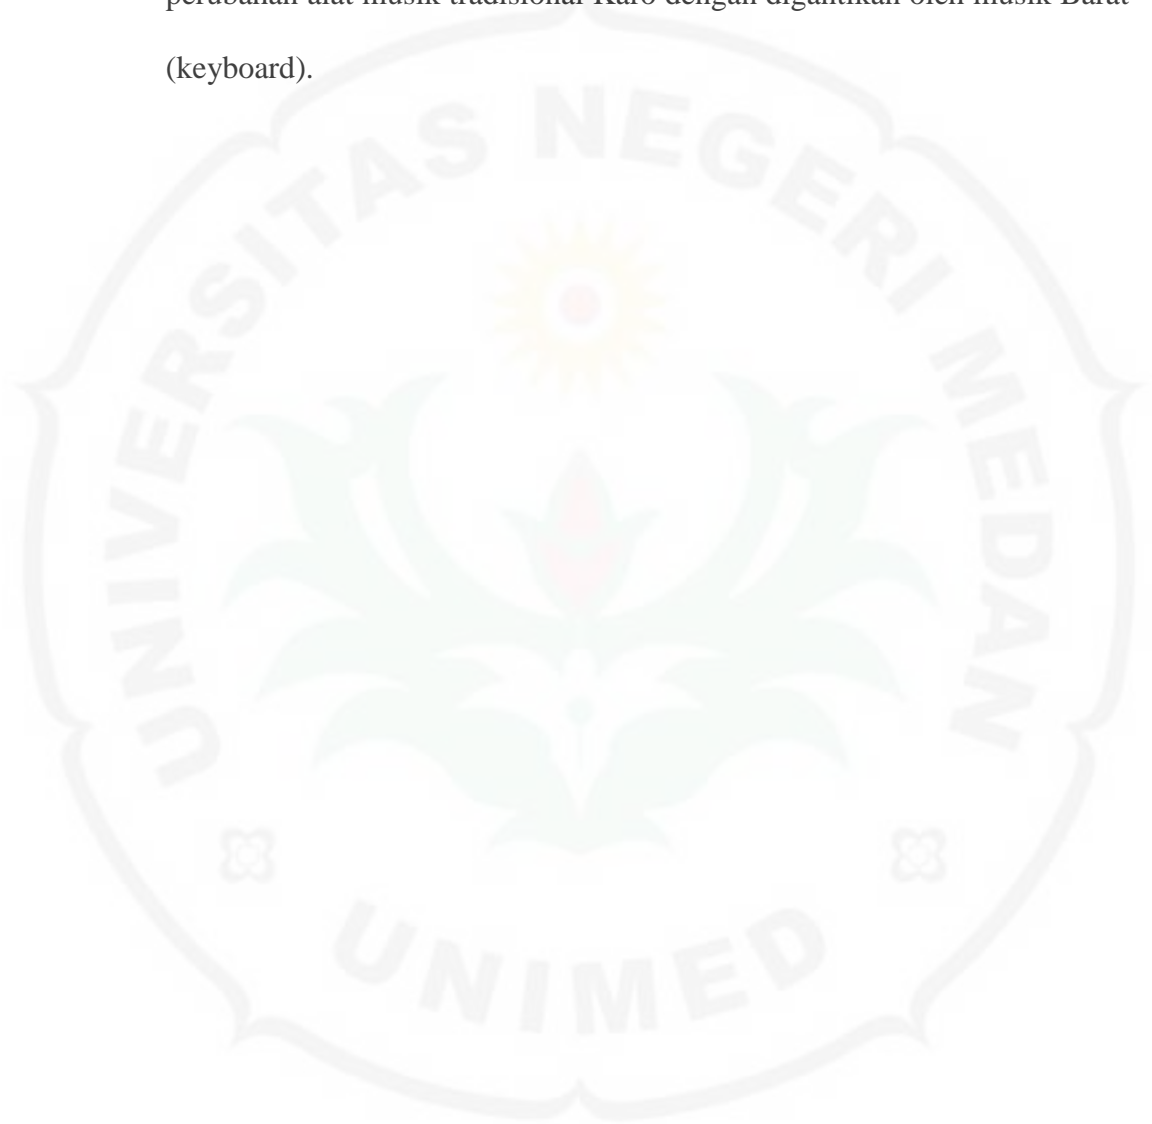 perubahan alat musik tradisional Karo dengan digantikan oleh musik Barat
(keyboard).
UNIVERSITAS NEGERI MEDAN
UNIMED